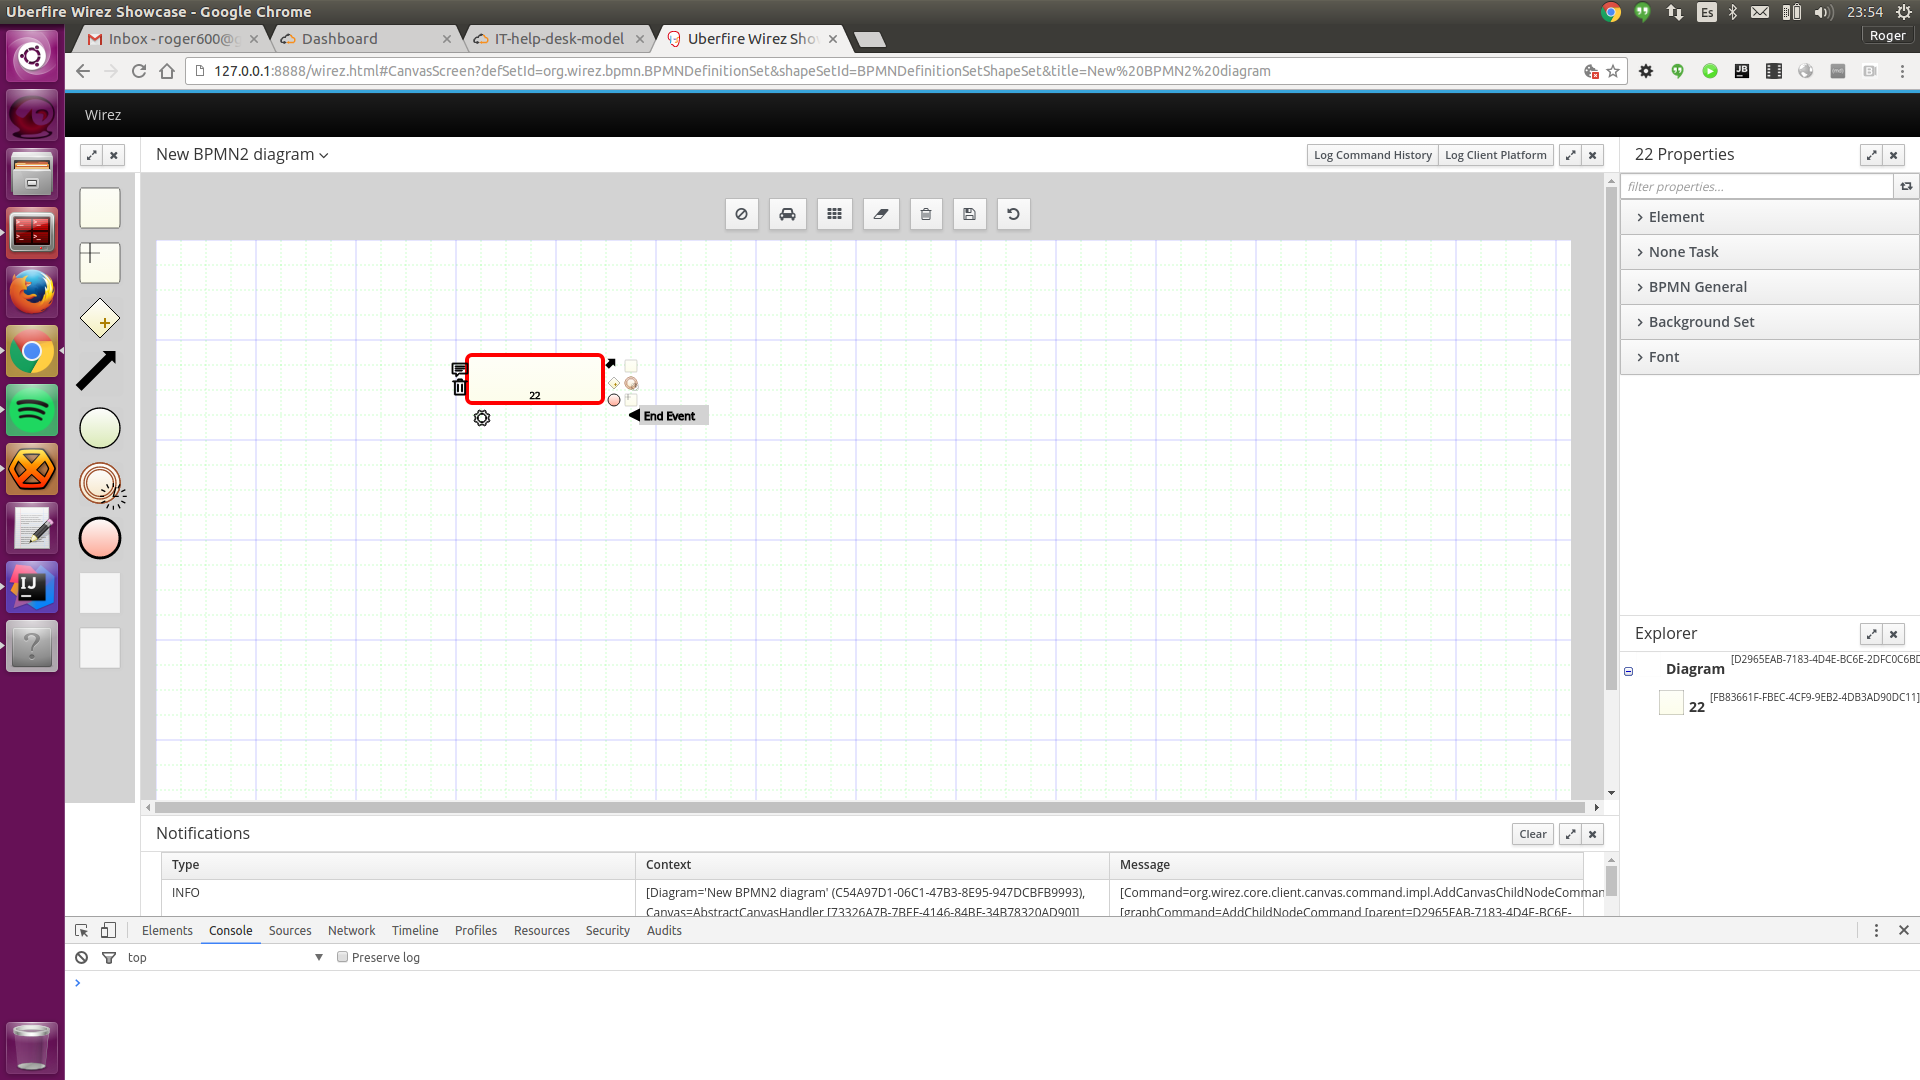 Uberfire Wirez Showcase - Google Chrome
Es
23:54
Inbox - roger600@g
Dashboard
IT-help-desk-model
Uberfire Wirez Sho
Roger
127.0.0.1:8888/wirez.html#CanvasScreen?defSetId=org.wirez.bpmn.BPMNDefinitionSet&shapeSetId=BPMNDefinitionSetShapeSet&title=New%20BPMN2%20diagram
JB
Wirez
New BPMN2 diagram
Log Command History
Log Client Platform
22 Properties
filter properties...
Element
None Task
BPMN General
Background Set
Font
22
End Event
IJ
Explorer
Diagram
[D2965EAB-7183-4D4E-BC6E-2DFC0C6BD
22
[FB83661F-FBEC-4CF9-9EB2-4DB3AD90DC11]
Notifications
Clear
Type
Context
Message
INFO
[Diagram='New BPMN2 diagram' (C54A97D1-06C1-47B3-8E95-947DCBFB9993),
Canvas=AbstractCanvasHandler [73326A7B-7BFF-4146-84BF-34B78320AD90]]
[Command=org.wirez.core.client.canvas.command.impl.AddCanvasChildNodeComman
[graphCommand=AddChildNodeCommand [parent=D2965EAB-7183-4D4E-BC6E-
Elements
Console
Sources
Network
Timeline
Profiles
Resources
Security
Audits
top
Preserve log